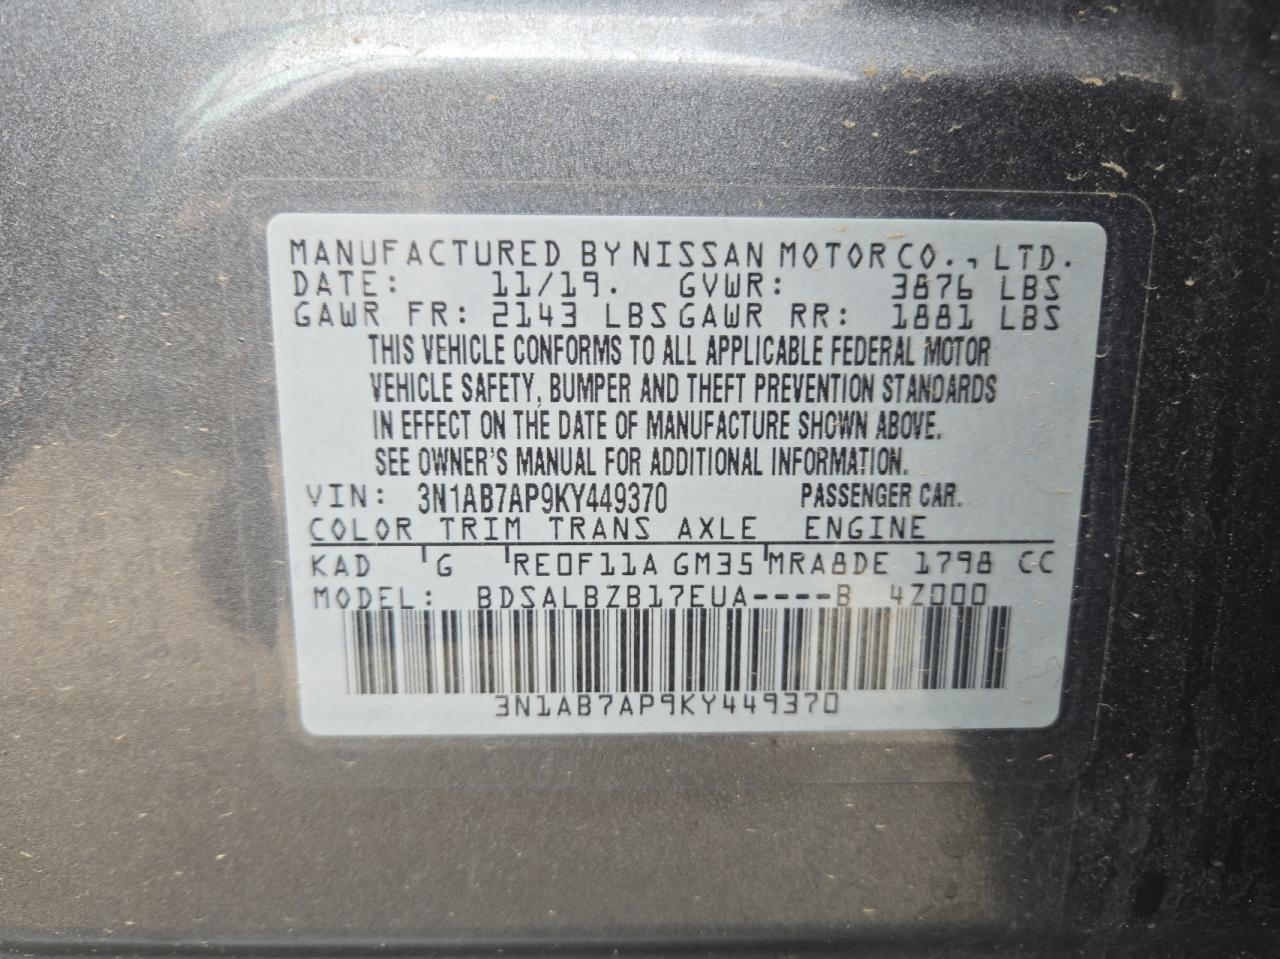 MANUFACTURED BY NISSAN MOTOR CO., LTD.
DATE: 11/19. GVWR: 3876 LBS
GAWR FR: 2143 LBS GAWR RR: 1881 LBS
THIS VEHICLE CONFORMS TO ALL APPLICABLE FEDERAL MOTOR
VEHICLE SAFETY, BUMPER AND THEFT PREVENTION STANDARDS
IN EFFECT ON THE DATE OF MANUFACTURE SHOWN ABOVE.
SEE OWNER'S MANUAL FOR ADDITIONAL INFORMATION.
VIN: 3N1AB7AP9KY449370 PASSENGER CAR.
COLOR TRIM TRANS AXLE ENGINE
KAD G RE0F11A GM35 MRA8DE 1798 CC
MODEL: BDSALBZB17EUA----B 4Z000
3N1AB7AP9KY449370